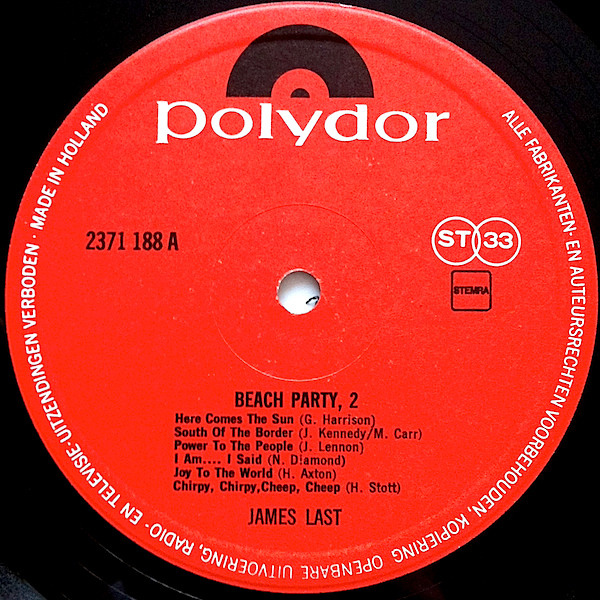 polydor
MADE IN HOLLAND
ALLE FABRIKANTEN- EN AUTEURSRECHTEN VOORBEHOUDEN, KOPIERING OPENBARE UITVOERING, RADIO- EN TELEVISIE-UITZENDINGEN VERBODEN
2371 188 A
ST 33
STEMRA
BEACH PARTY, 2
Here Comes The Sun (G. Harrison)
South Of The Border (J. Kennedy/M. Carr)
Power To The People (J. Lennon)
I Am.... I Said (N. Diamond)
Joy To The World (H. Axton)
Chirpy, Chirpy,Cheep, Cheep (H. Stott)
JAMES LAST